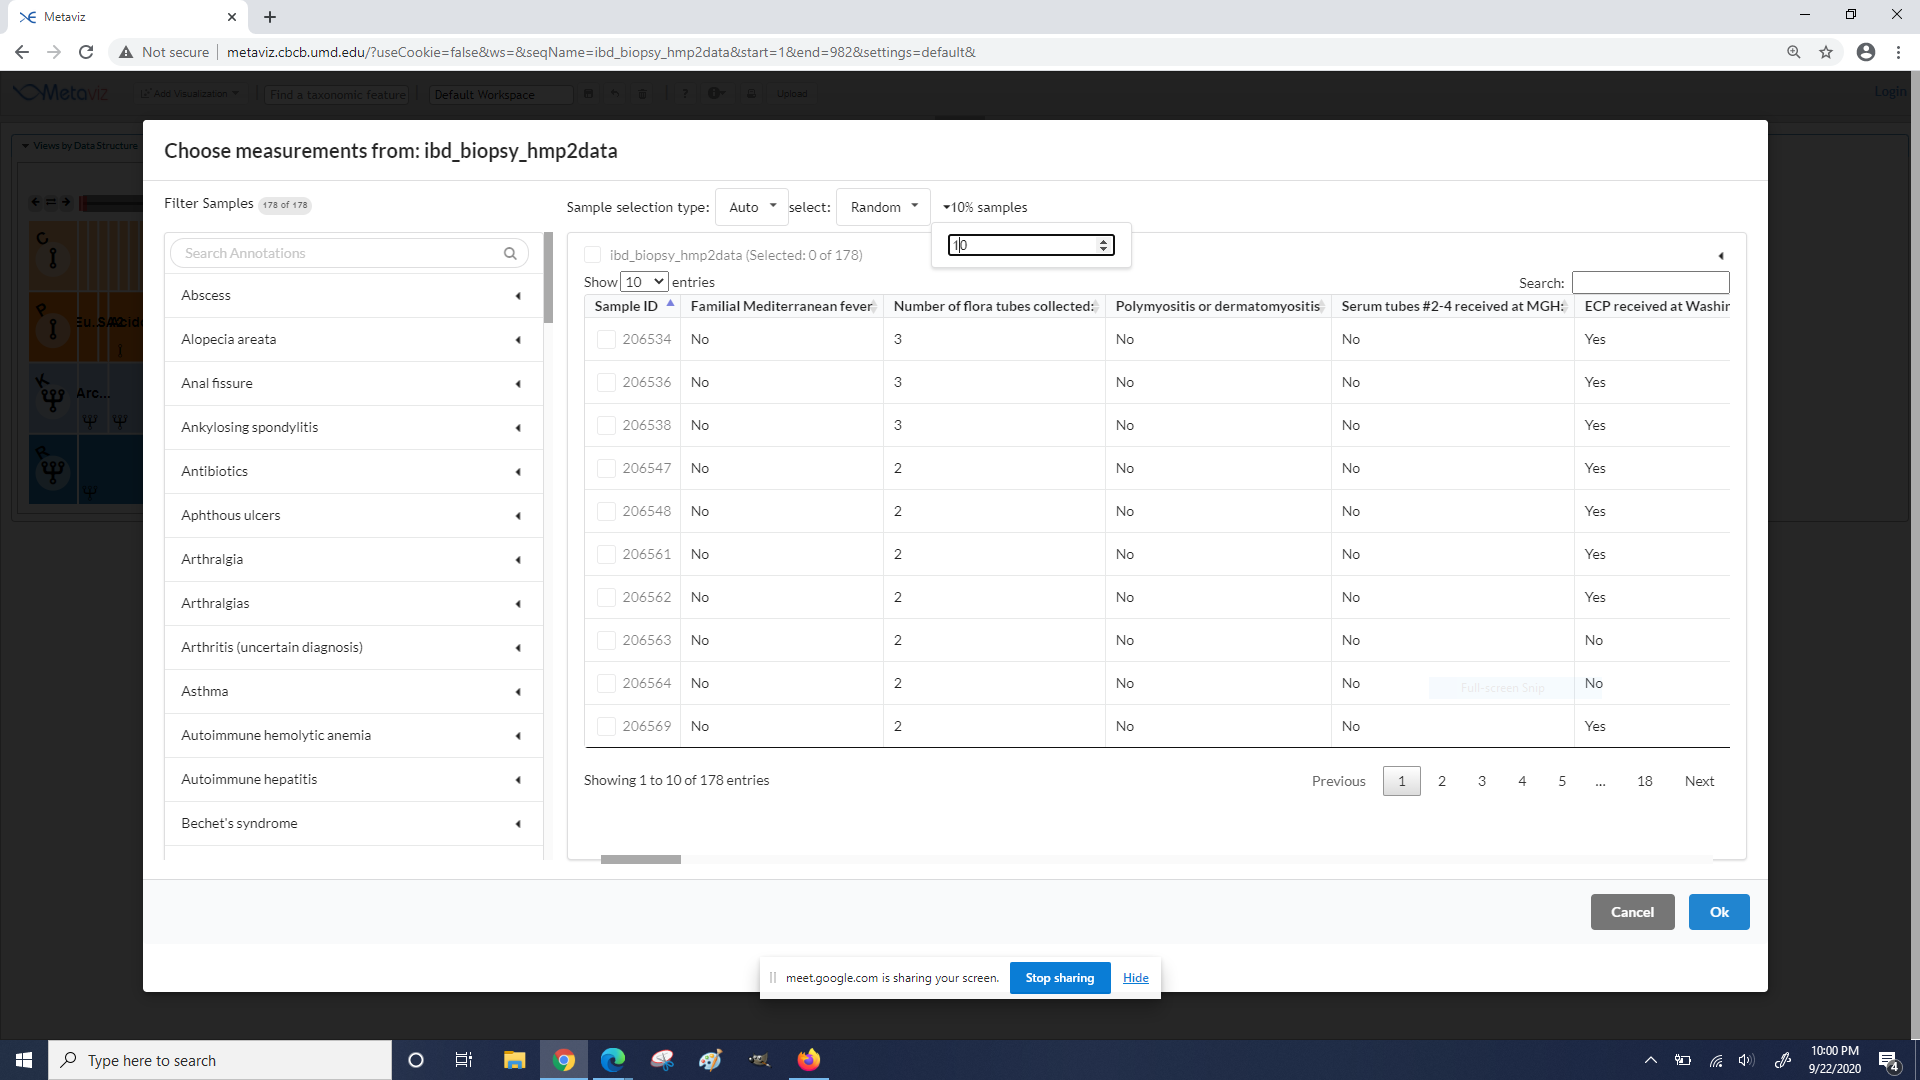 Metaviz
Not secure
metaviz.cbcb.umd.edu/?useCookie=false&ws=&seqName=ibd_biopsy_hmp2data&start=1&end=982&settings=default&
Metaviz
Add Visualization
Find a taxonomic feature
Default Workspace
?
Upload
Login
Views by Data Structure
C
P
Eu...
K
Arc...
R
Choose measurements from: ibd_biopsy_hmp2data
Filter Samples 178 of 178
Sample selection type: Auto select: Random 10% samples
10
Search Annotations
Abscess
Alopecia areata
Anal fissure
Ankylosing spondylitis
Antibiotics
Aphthous ulcers
Arthralgia
Arthralgias
Arthritis (uncertain diagnosis)
Asthma
Autoimmune hemolytic anemia
Autoimmune hepatitis
Bechet's syndrome
ibd_biopsy_hmp2data (Selected: 0 of 178)
Show 10 entries
Search:
Sample ID Familial Mediterranean fever Number of flora tubes collected: Polymyositis or dermatomyositis Serum tubes #2-4 received at MGH: ECP received at Washin
206534 No 3 No No Yes
206536 No 3 No No Yes
206538 No 3 No No Yes
206547 No 2 No No Yes
206548 No 2 No No Yes
206561 No 2 No No Yes
206562 No 2 No No Yes
206563 No 2 No No No
206564 No 2 No No No
Full-screen Snip
206569 No 2 No No Yes
Showing 1 to 10 of 178 entries
Previous 1 2 3 4 5 ... 18 Next
Cancel
Ok
meet.google.com is sharing your screen.
Stop sharing
Hide
Type here to search
10:00 PM
9/22/2020
4